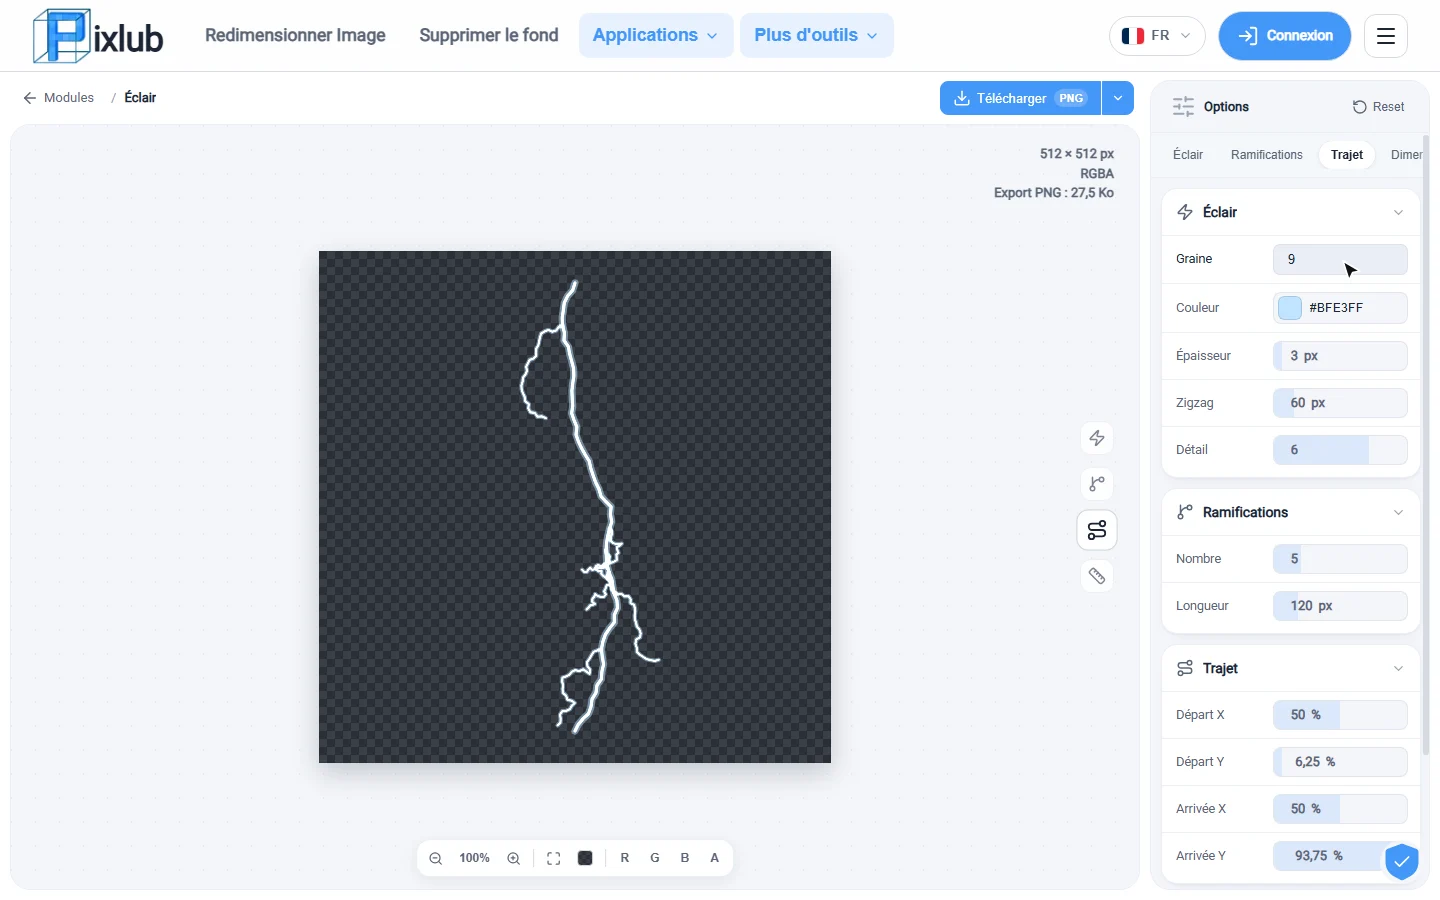 Pixlub
Redimensionner Image
Supprimer le fond
Applications
Plus d'outils
FR
Connexion
Modules / Éclair
Télécharger PNG
512 × 512 px
RGBA
Export PNG : 27,5 Ko
Options
Reset
Éclair
Ramifications
Trajet
Dimen
Éclair
Graine 9
Couleur #BFE3FF
Épaisseur 3 px
Zigzag 60 px
Détail 6
Ramifications
Nombre 5
Longueur 120 px
Trajet
Départ X 50 %
Départ Y 6,25 %
Arrivée X 50 %
Arrivée Y 93,75 %
100%
R G B A